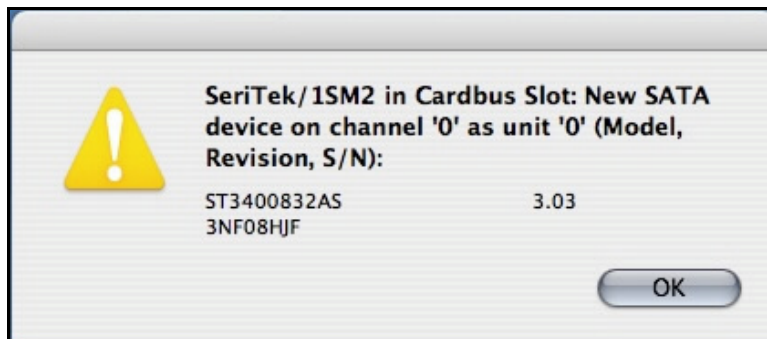 SeriTek/1SM2 in Cardbus Slot: New SATA
device on channel '0' as unit '0' (Model,
Revision, S/N):
ST3400832AS 3.03
3NF08HJF
OK